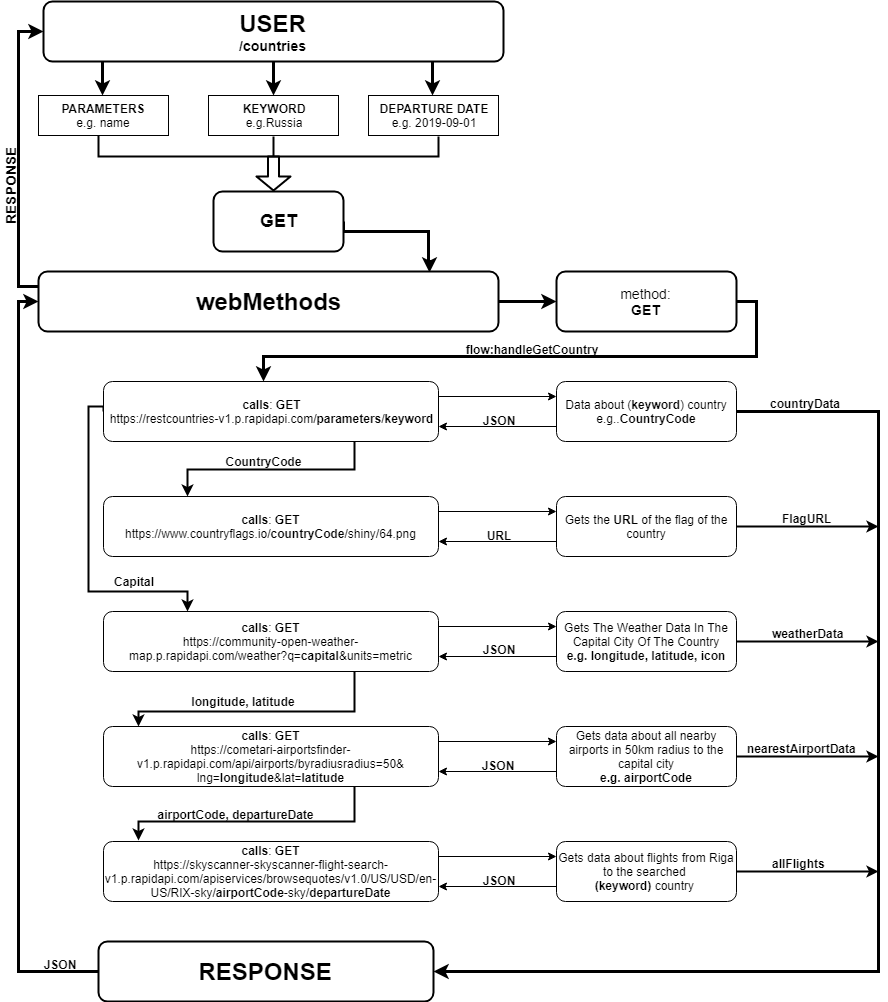 USER
/countries
PARAMETERS
e.g. name
KEYWORD
e.g.Russia
DEPARTURE DATE
e.g. 2019-09-01
RESPONSE
GET
webMethods
method:
GET
flow:handleGetCountry
calls: GET
https://restcountries-v1.p.rapidapi.com/parameters/keyword
JSON
Data about (keyword) country
e.g..CountryCode
countryData
CountryCode
calls: GET
https://www.countryflags.io/countryCode/shiny/64.png
URL
Gets the URL of the flag of the
country
FlagURL
Capital
calls: GET
https://community-open-weather-
map.p.rapidapi.com/weather?q=capital&units=metric
JSON
Gets The Weather Data In The
Capital City Of The Country
e.g. longitude, latitude, icon
weatherData
longitude, latitude
calls: GET
https://cometari-airportsfinder-
v1.p.rapidapi.com/api/airports/byradiusradius=50&
lng=longitude&lat=latitude
JSON
Gets data about all nearby
airports in 50km radius to the
capital city
e.g. airportCode
nearestAirportData
airportCode, departureDate
calls: GET
https://skyscanner-skyscanner-flight-search-
v1.p.rapidapi.com/apiservices/browsequotes/v1.0/US/USD/en-
US/RIX-sky/airportCode-sky/departureDate
JSON
Gets data about flights from Riga
to the searched
(keyword) country
allFlights
JSON
RESPONSE